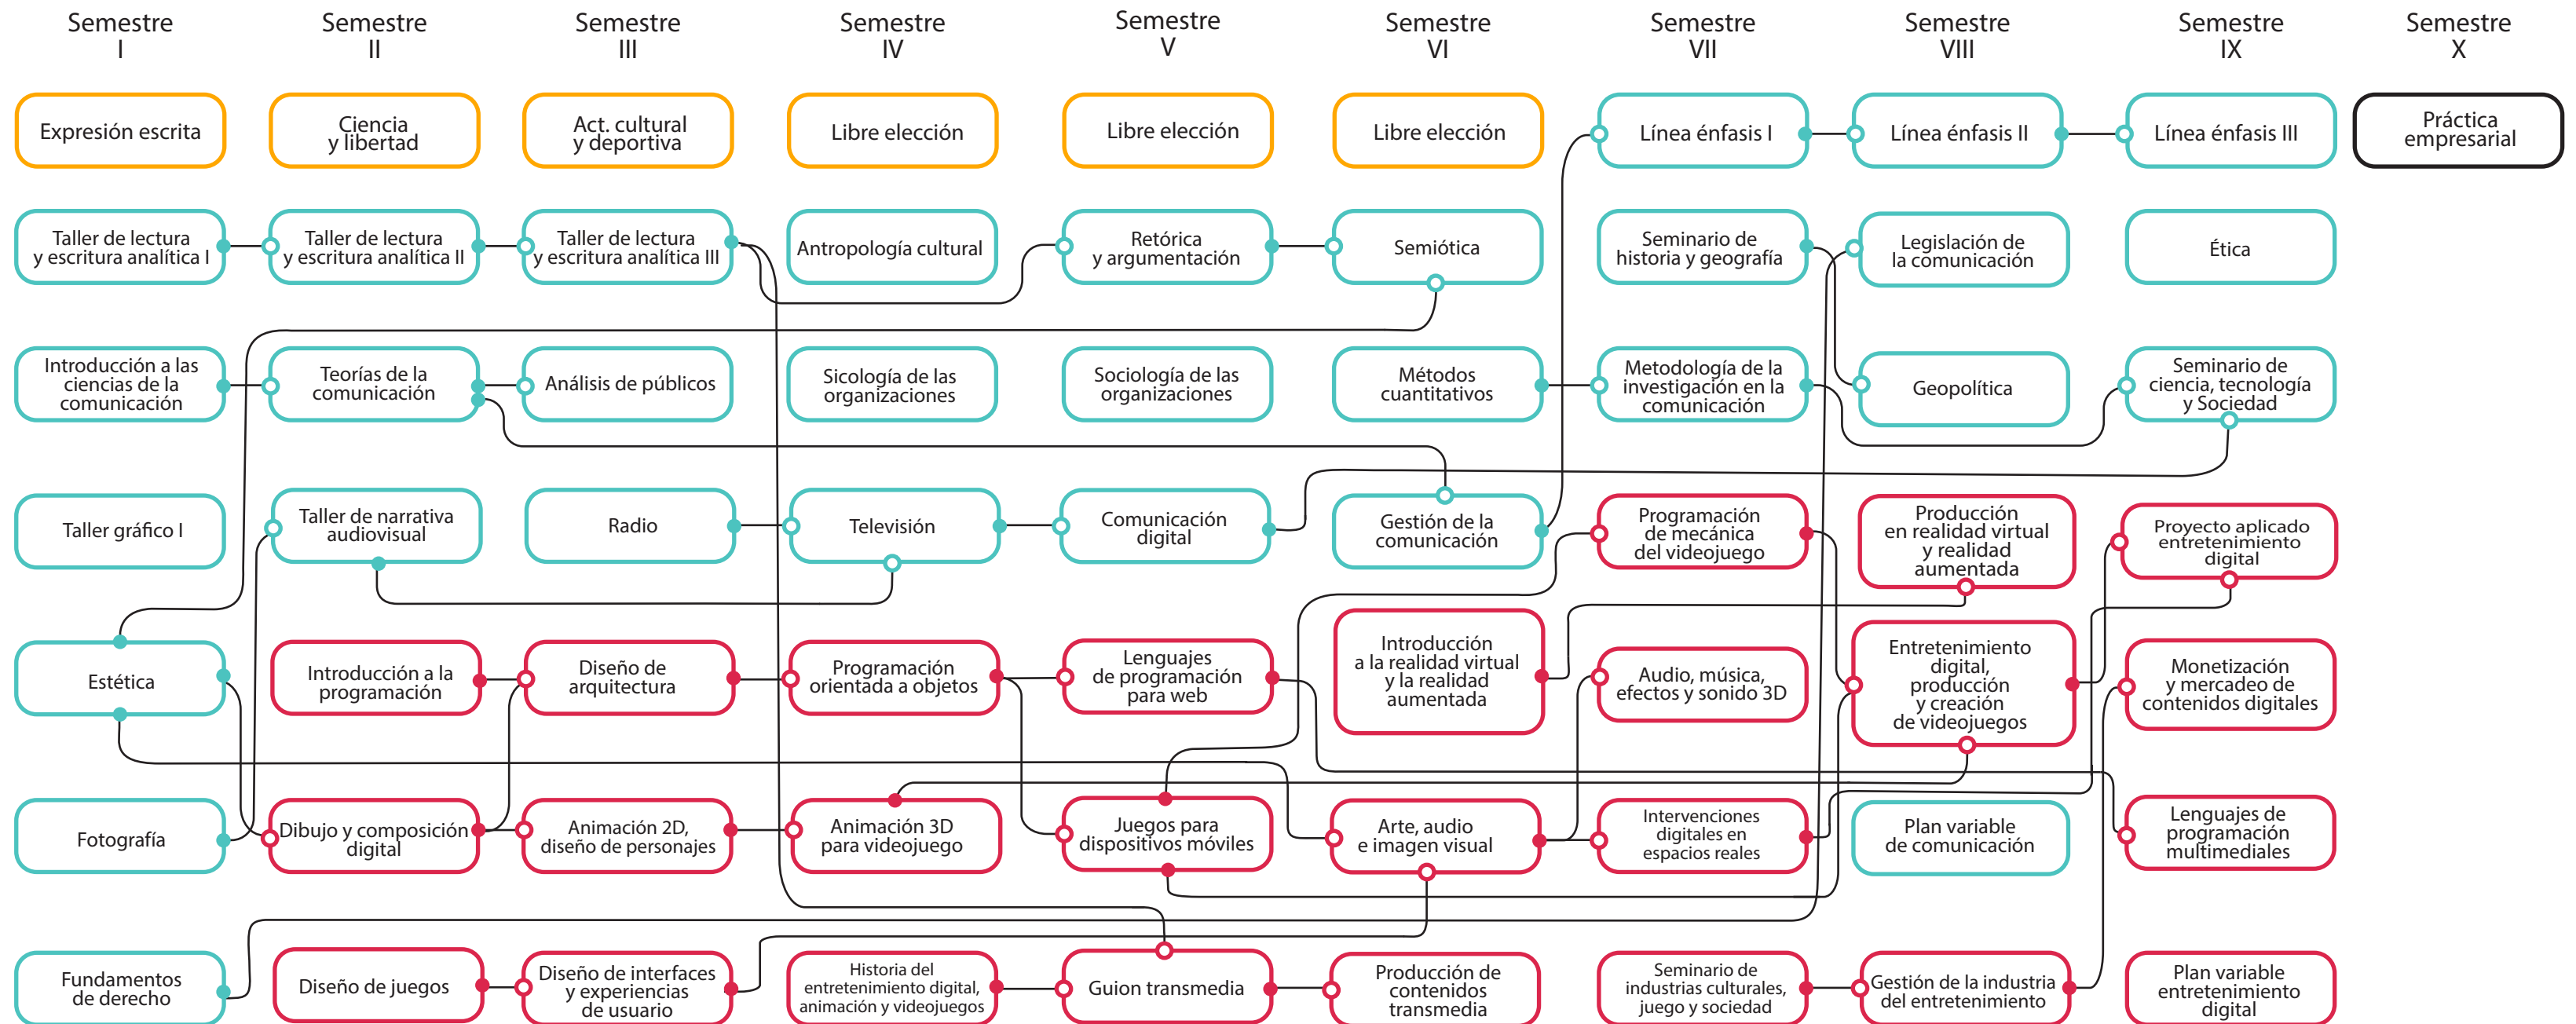 Semestre
I
Semestre
II
Semestre
III
Semestre
IV
Semestre
V
Semestre
VI
Semestre
VII
Semestre
VIII
Semestre
IX
Semestre
X
Expresión escrita
Ciencia
y libertad
Act. cultural
y deportiva
Libre elección
Libre elección
Libre elección
Línea énfasis I
Línea énfasis II
Línea énfasis III
Práctica
empresarial
Taller de lectura
y escritura analítica I
Taller de lectura
y escritura analítica II
Taller de lectura
y escritura analítica III
Antropología cultural
Retórica
y argumentación
Semiótica
Seminario de
historia y geografía
Legislación de
la comunicación
Ética
Introducción a las
ciencias de la
comunicación
Teorías de la
comunicación
Análisis de públicos
Sicología de las
organizaciones
Sociología de las
organizaciones
Métodos
cuantitativos
Metodología de la
investigación en la
comunicación
Geopolítica
Seminario de
ciencia, tecnología
y Sociedad
Taller gráfico I
Taller de narrativa
audiovisual
Radio
Televisión
Comunicación
digital
Gestión de la
comunicación
Programación
de mecánica
del videojuego
Producción
en realidad virtual
y realidad
aumentada
Proyecto aplicado
entretenimiento
digital
Estética
Introducción a la
programación
Diseño de
arquitectura
Programación
orientada a objetos
Lenguajes
de programación
para web
Introducción
a la realidad virtual
y la realidad
aumentada
Audio, música,
efectos y sonido 3D
Entretenimiento
digital,
producción
y creación
de videojuegos
Monetización
y mercadeo de
contenidos digitales
Fotografía
Dibujo y composición
digital
Animación 2D,
diseño de personajes
Animación 3D
para videojuego
Juegos para
dispositivos móviles
Arte, audio
e imagen visual
Intervenciones
digitales en
espacios reales
Plan variable
de comunicación
Lenguajes de
programación
multimediales
Fundamentos
de derecho
Diseño de juegos
Diseño de interfaces
y experiencias
de usuario
Historia del
entretenimiento digital,
animación y videojuegos
Guion transmedia
Producción de
contenidos
transmedia
Seminario de
industrias culturales,
juego y sociedad
Gestión de la industria
del entretenimiento
Plan variable
entretenimiento
digital